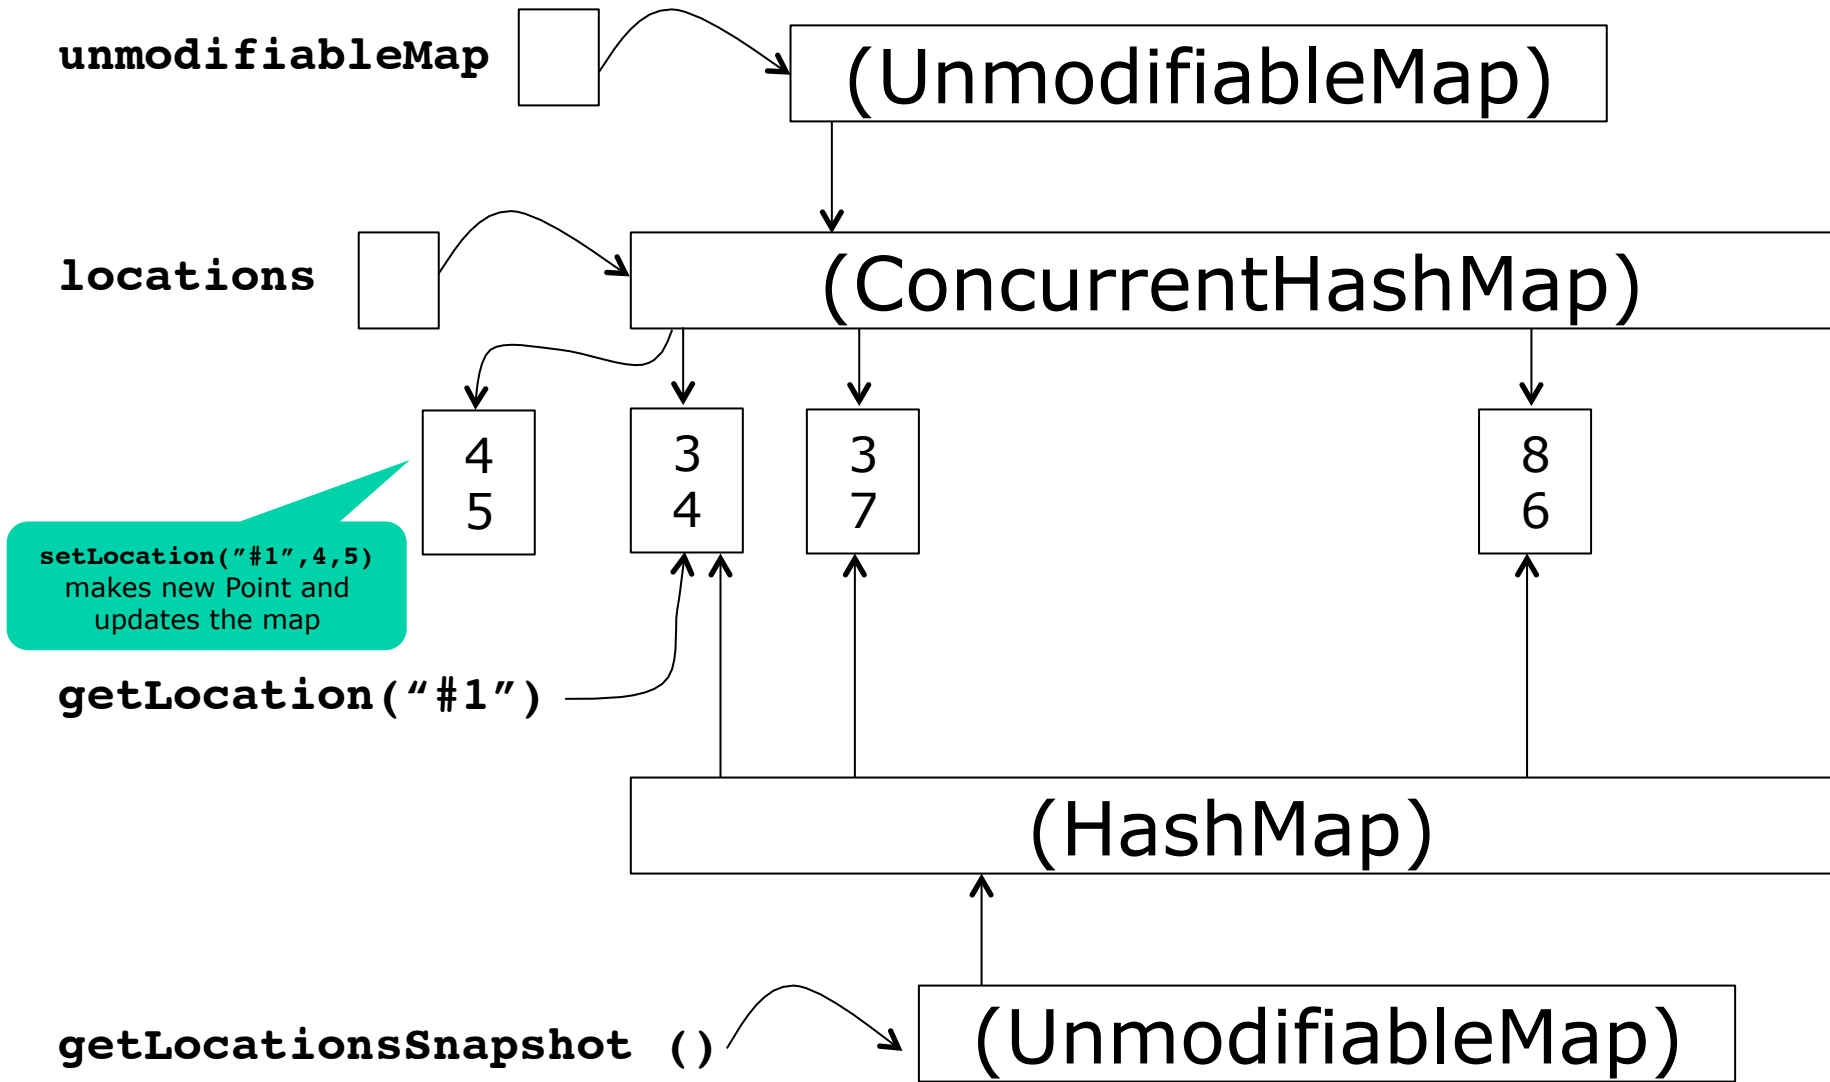 unmodifiableMap
(UnmodifiableMap)
locations
(ConcurrentHashMap)
4
5
3
4
3
7
8
6
setLocation("#1",4,5)
makes new Point and
updates the map
getLocation(“#1”)
(HashMap)
getLocationsSnapshot ()
(UnmodifiableMap)